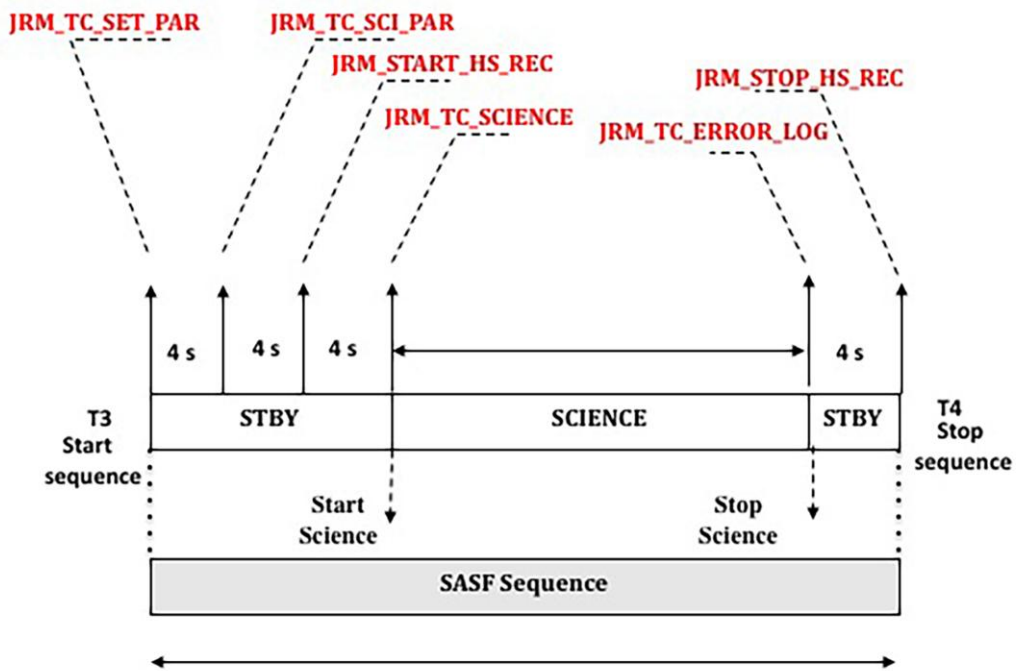 JRM_TC_SET_PAR
JRM_TC_SCI_PAR
JRM_START_HS_REC
JRM_STOP_HS_REC
JRM_TC_SCIENCE
JRM_TC_ERROR_LOG
4 s
4 s
4 s
4 s
T3
Start
sequence
STBY
SCIENCE
STBY
T4
Stop
sequence
Start
Science
Stop
Science
SASF Sequence